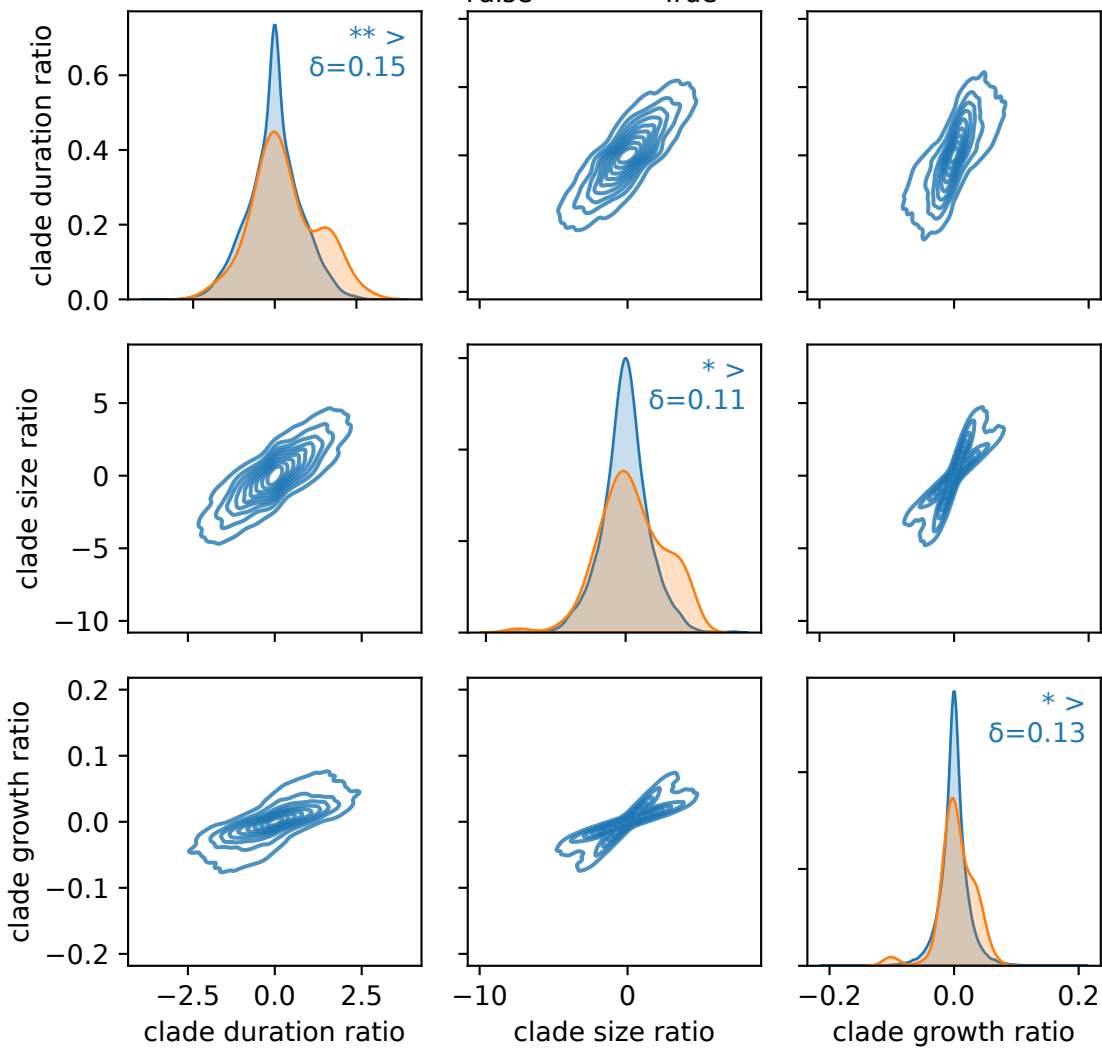 False True
clade duration ratio
0.6
0.4
0.2
0.0
** >
δ=0.15
clade size ratio
5
0
−5
−10
* >
δ=0.11
clade growth ratio
0.2
0.1
0.0
−0.1
−0.2
* >
δ=0.13
−2.5 0.0 2.5
clade duration ratio
−10 0
clade size ratio
−0.2 0.0 0.2
clade growth ratio